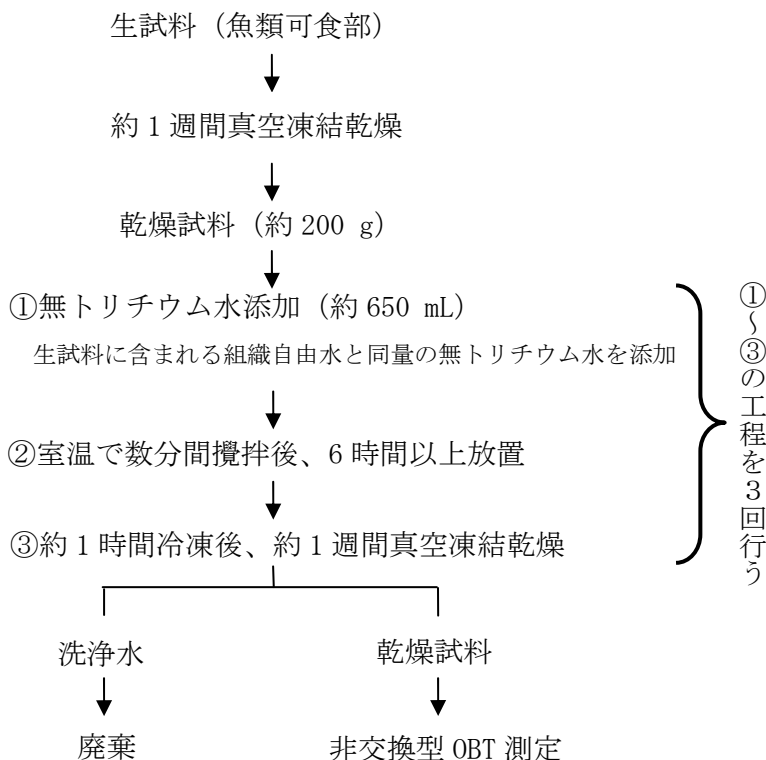 生試料（魚類可食部）
約1週間真空凍結乾燥
乾燥試料（約200 g）
①無トリチウム水添加（約650 mL）
生試料に含まれる組織自由水と同量の無トリチウム水を添加
②室温で数分間攪拌後、6時間以上放置
③約1時間冷凍後、約1週間真空凍結乾燥
①～③の工程を３回行う
洗浄水
乾燥試料
廃棄
非交換型 OBT 測定